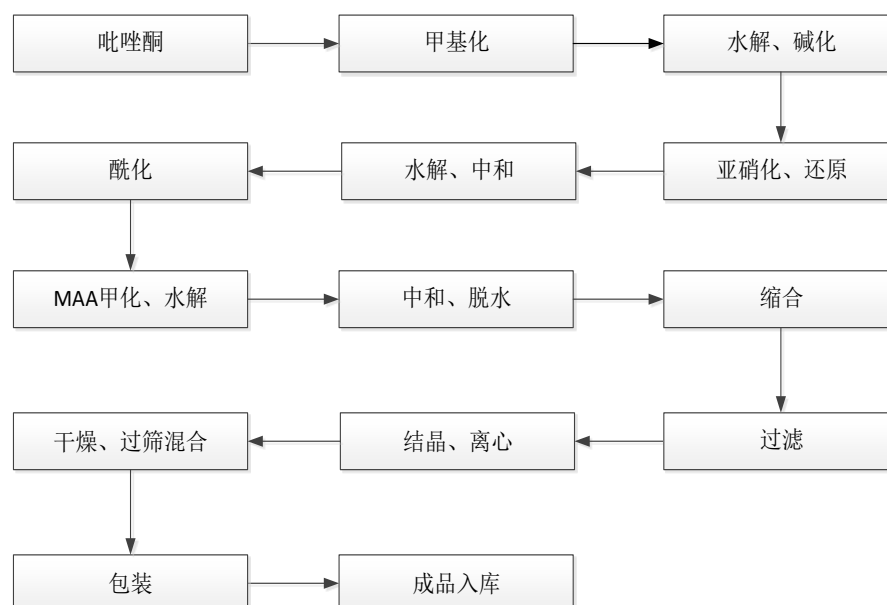 吡唑酮
甲基化
水解、碱化
亚硝化、还原
水解、中和
酰化
MAA甲化、水解
中和、脱水
缩合
过滤
结晶、离心
干燥、过筛混合
包装
成品入库